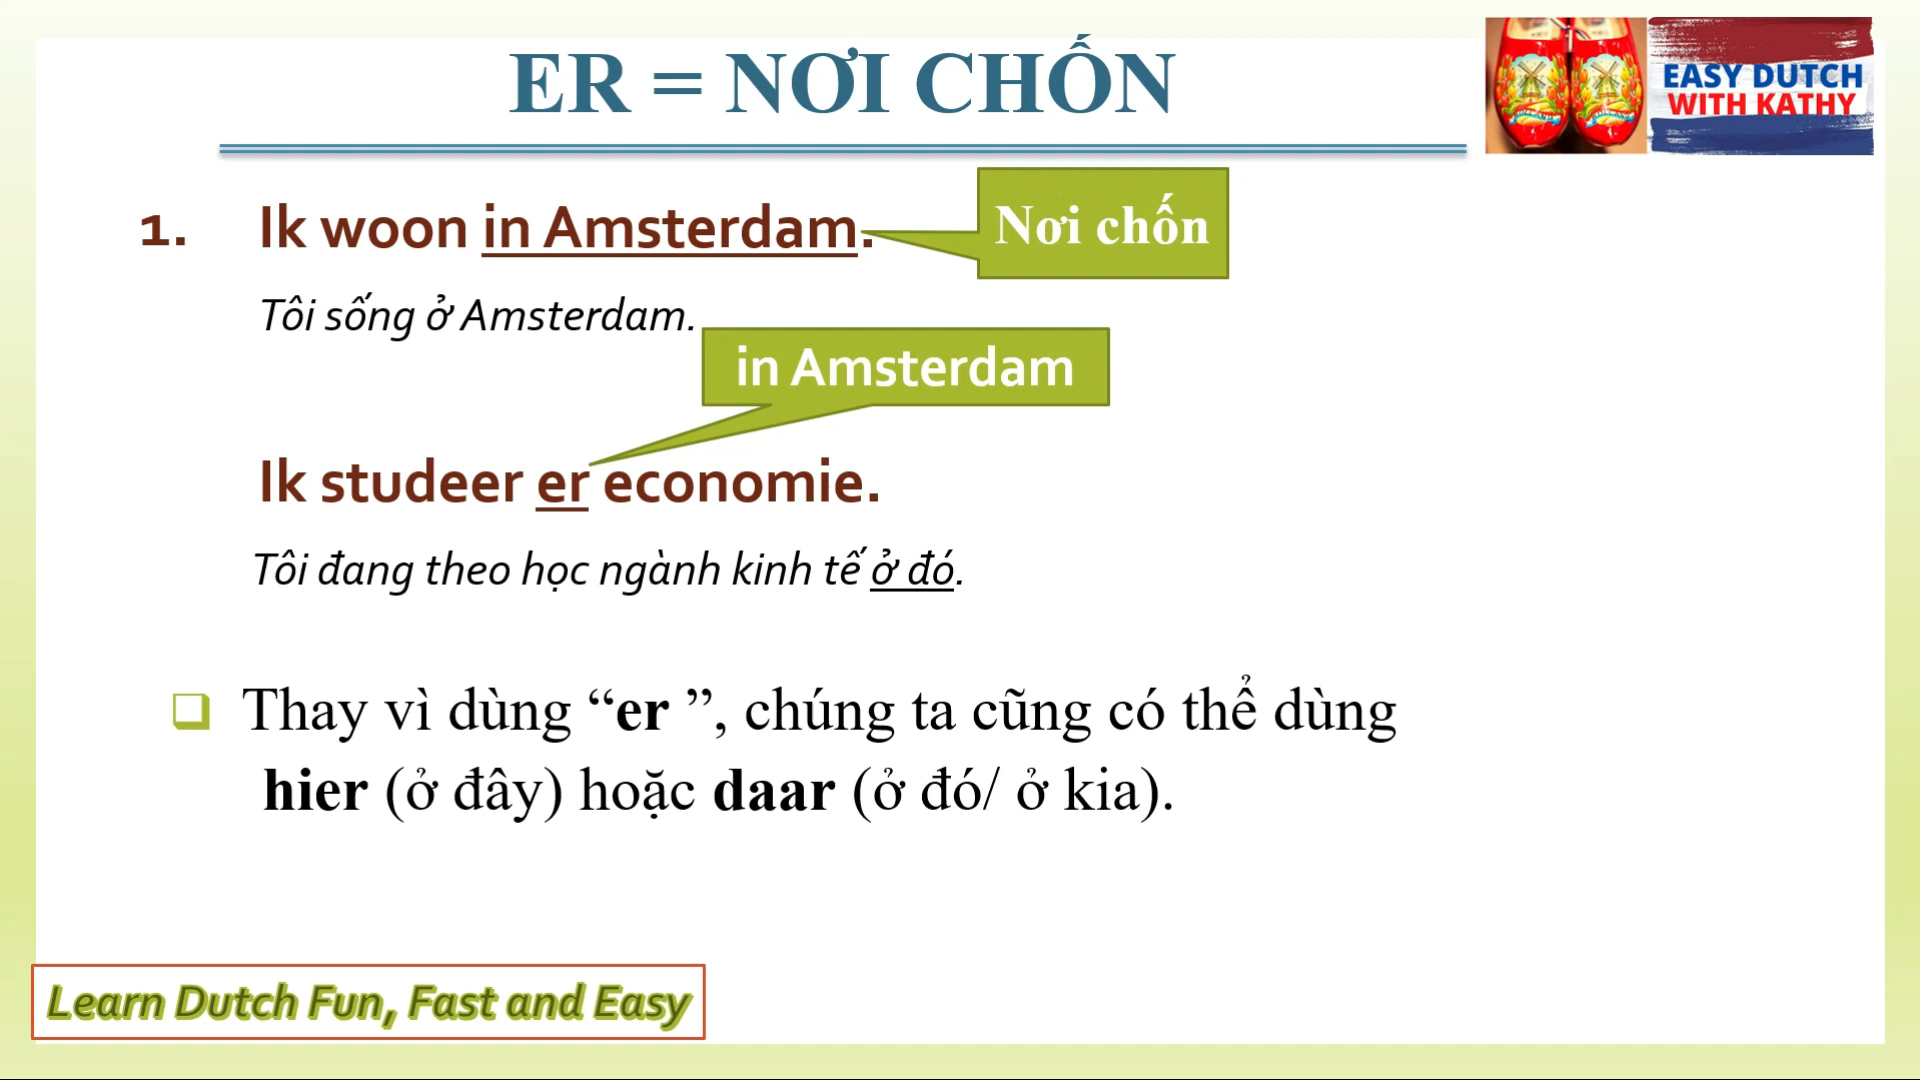 ER = NƠI CHỐN
EASY DUTCH
WITH KATHY
1. Ik woon in Amsterdam.
Nơi chốn
Tôi sống ở Amsterdam.
in Amsterdam
Ik studeer er economie.
Tôi đang theo học ngành kinh tế ở đó.
Thay vì dùng “er ”, chúng ta cũng có thể dùng
hier (ở đây) hoặc daar (ở đó/ ở kia).
Learn Dutch Fun, Fast and Easy